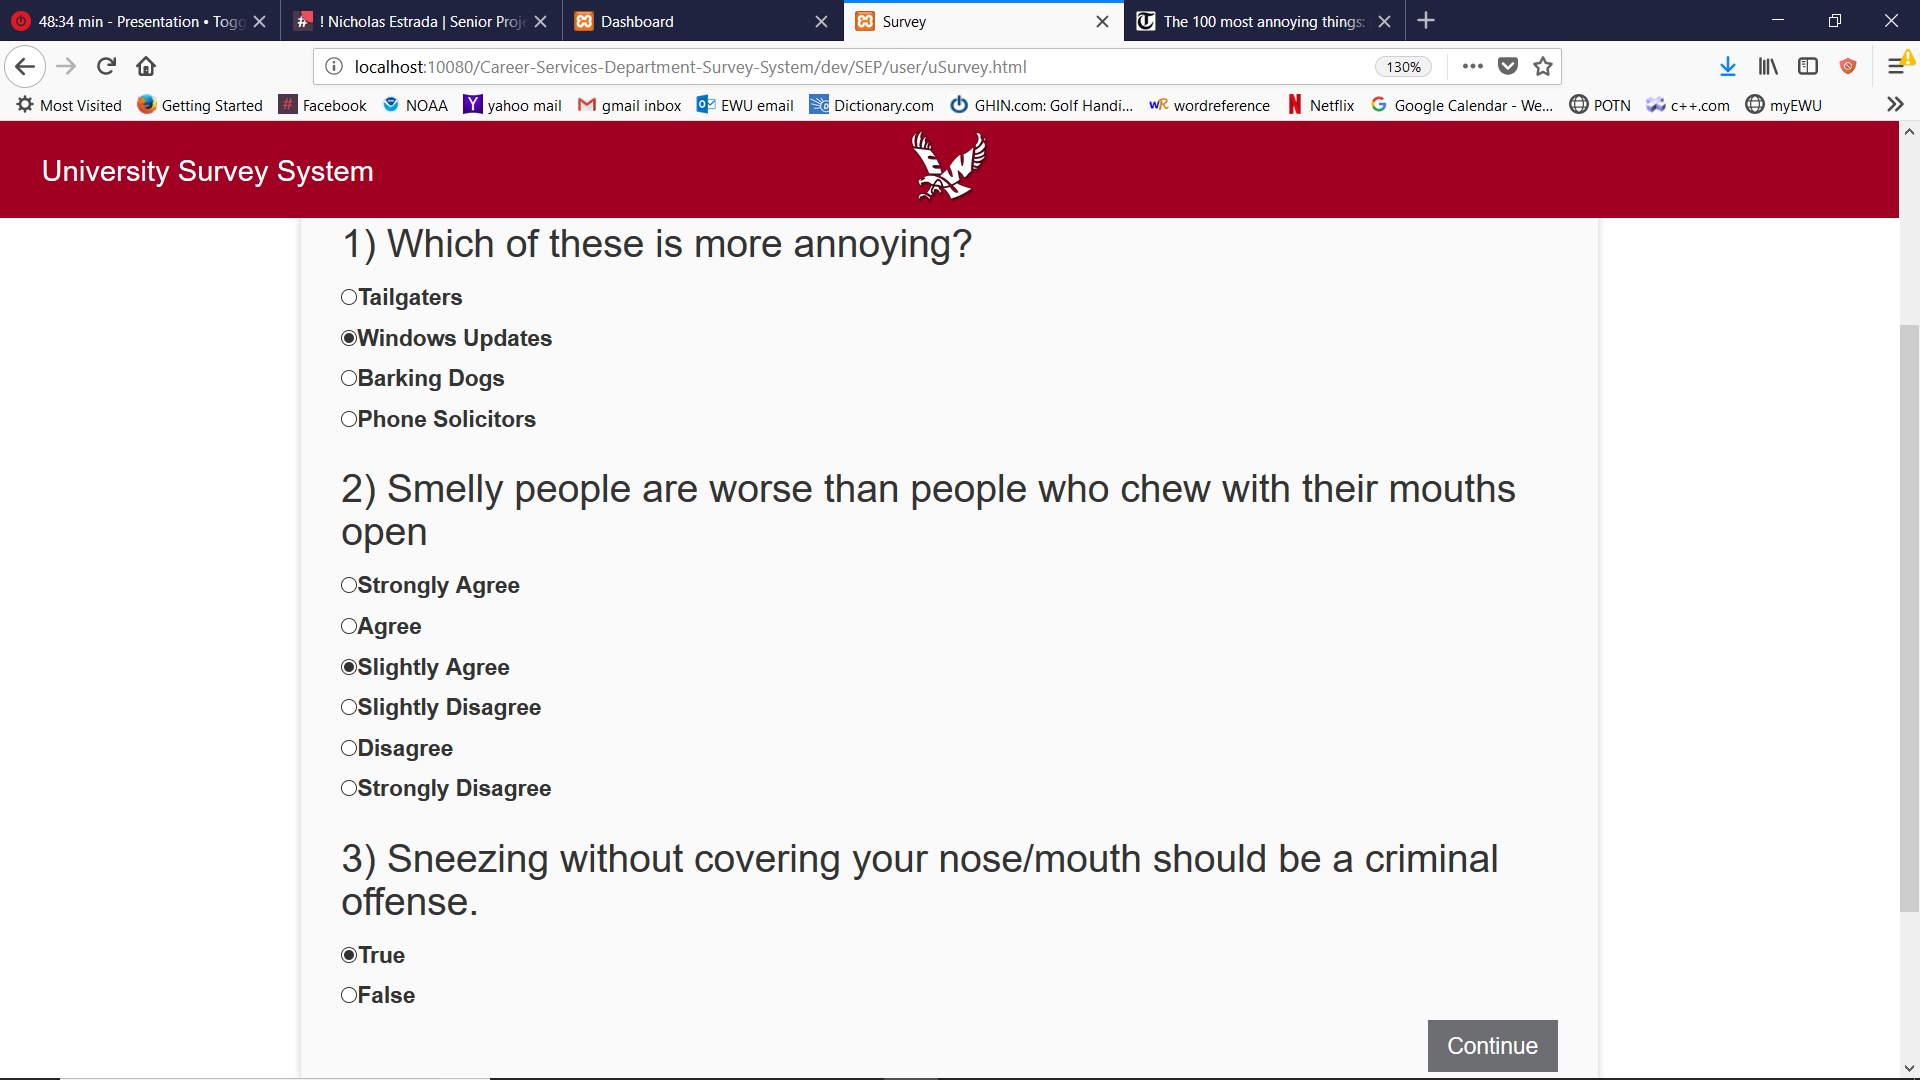 48:34 min - Presentation • Togg
! Nicholas Estrada | Senior Proje
Dashboard
Survey
The 100 most annoying things:
localhost:10080/Career-Services-Department-Survey-System/dev/SEP/user/uSurvey.html
130%
Most Visited
Getting Started
Facebook
NOAA
yahoo mail
gmail inbox
EWU email
Dictionary.com
GHIN.com: Golf Handi...
wordreference
Netflix
Google Calendar - We...
POTN
c++.com
myEWU
University Survey System
1) Which of these is more annoying?
Tailgaters
Windows Updates
Barking Dogs
Phone Solicitors
2) Smelly people are worse than people who chew with their mouths
open
Strongly Agree
Agree
Slightly Agree
Slightly Disagree
Disagree
Strongly Disagree
3) Sneezing without covering your nose/mouth should be a criminal
offense.
True
False
Continue